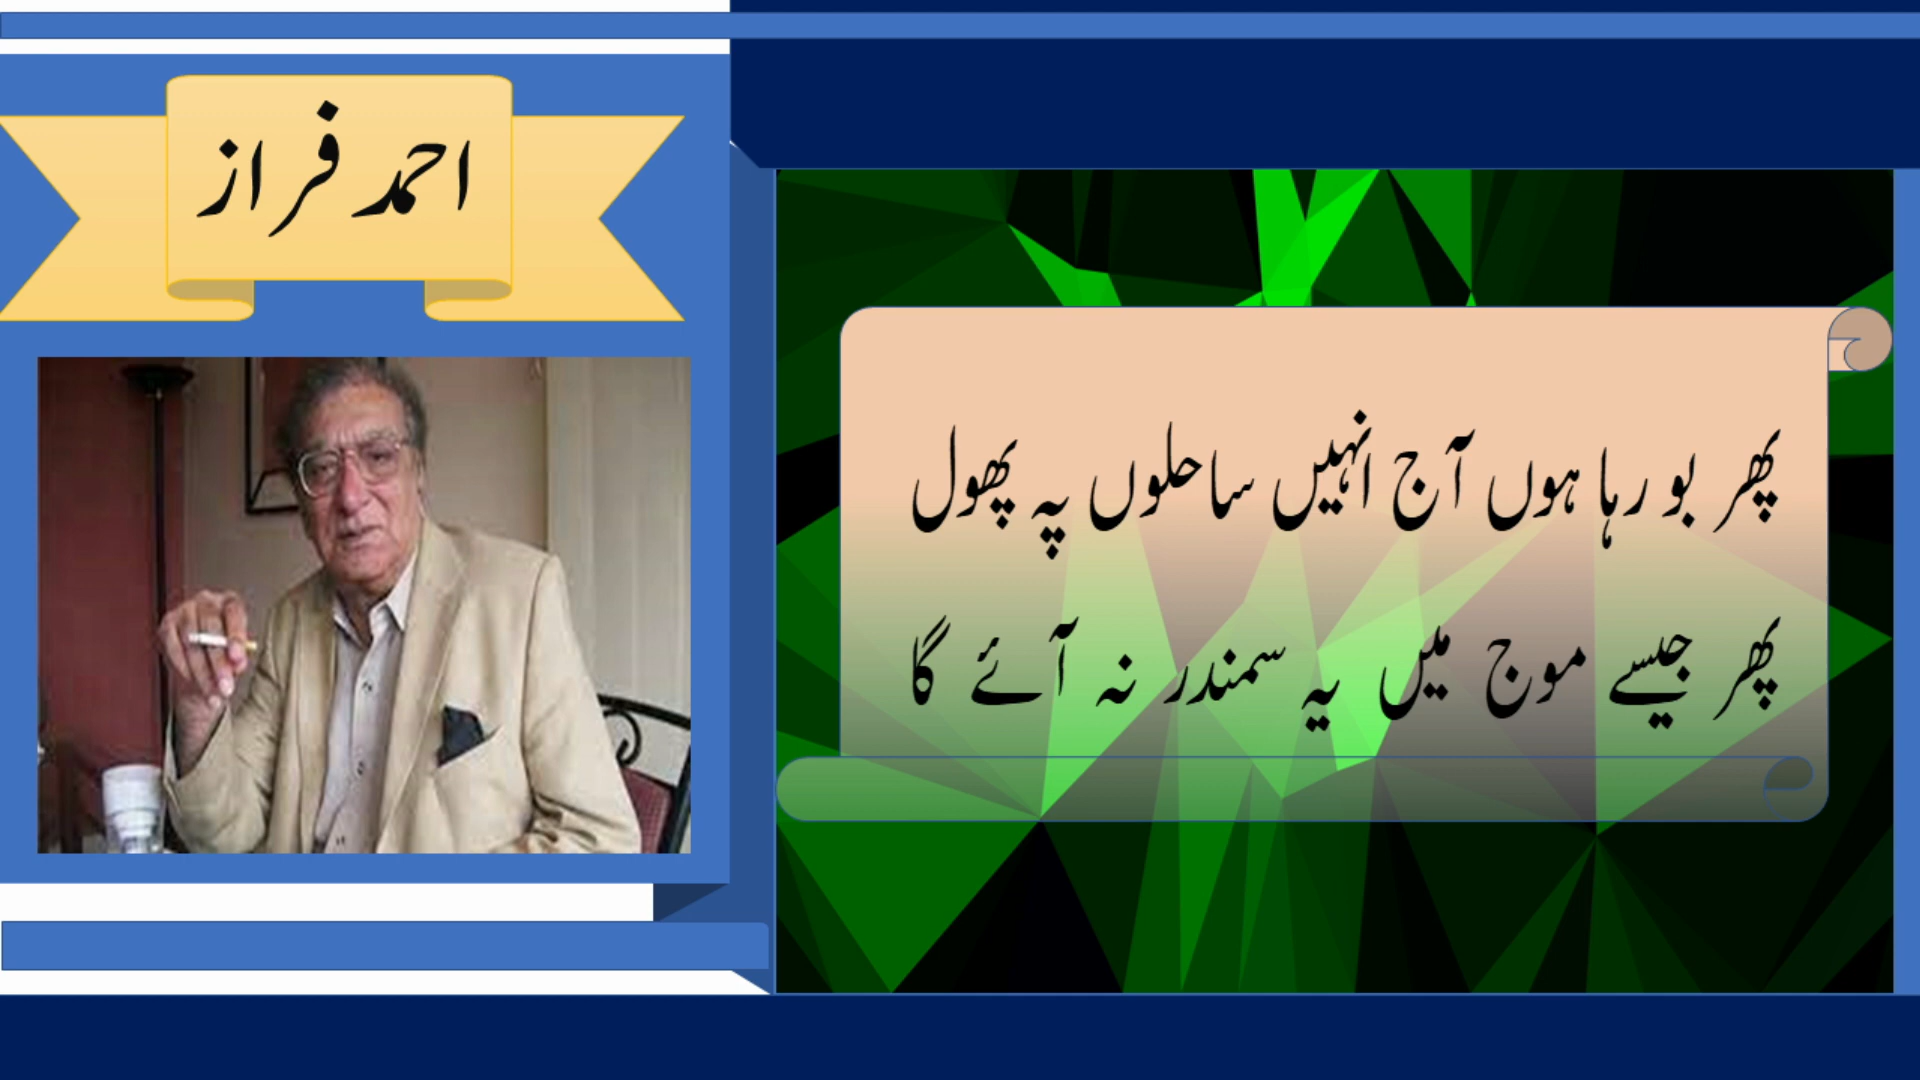 احمد فراز
پھر بو رہا ہوں آج انہیں ساحلوں پہ پھول
پھر جیسے موج میں یہ سمندر نہ آئے گا